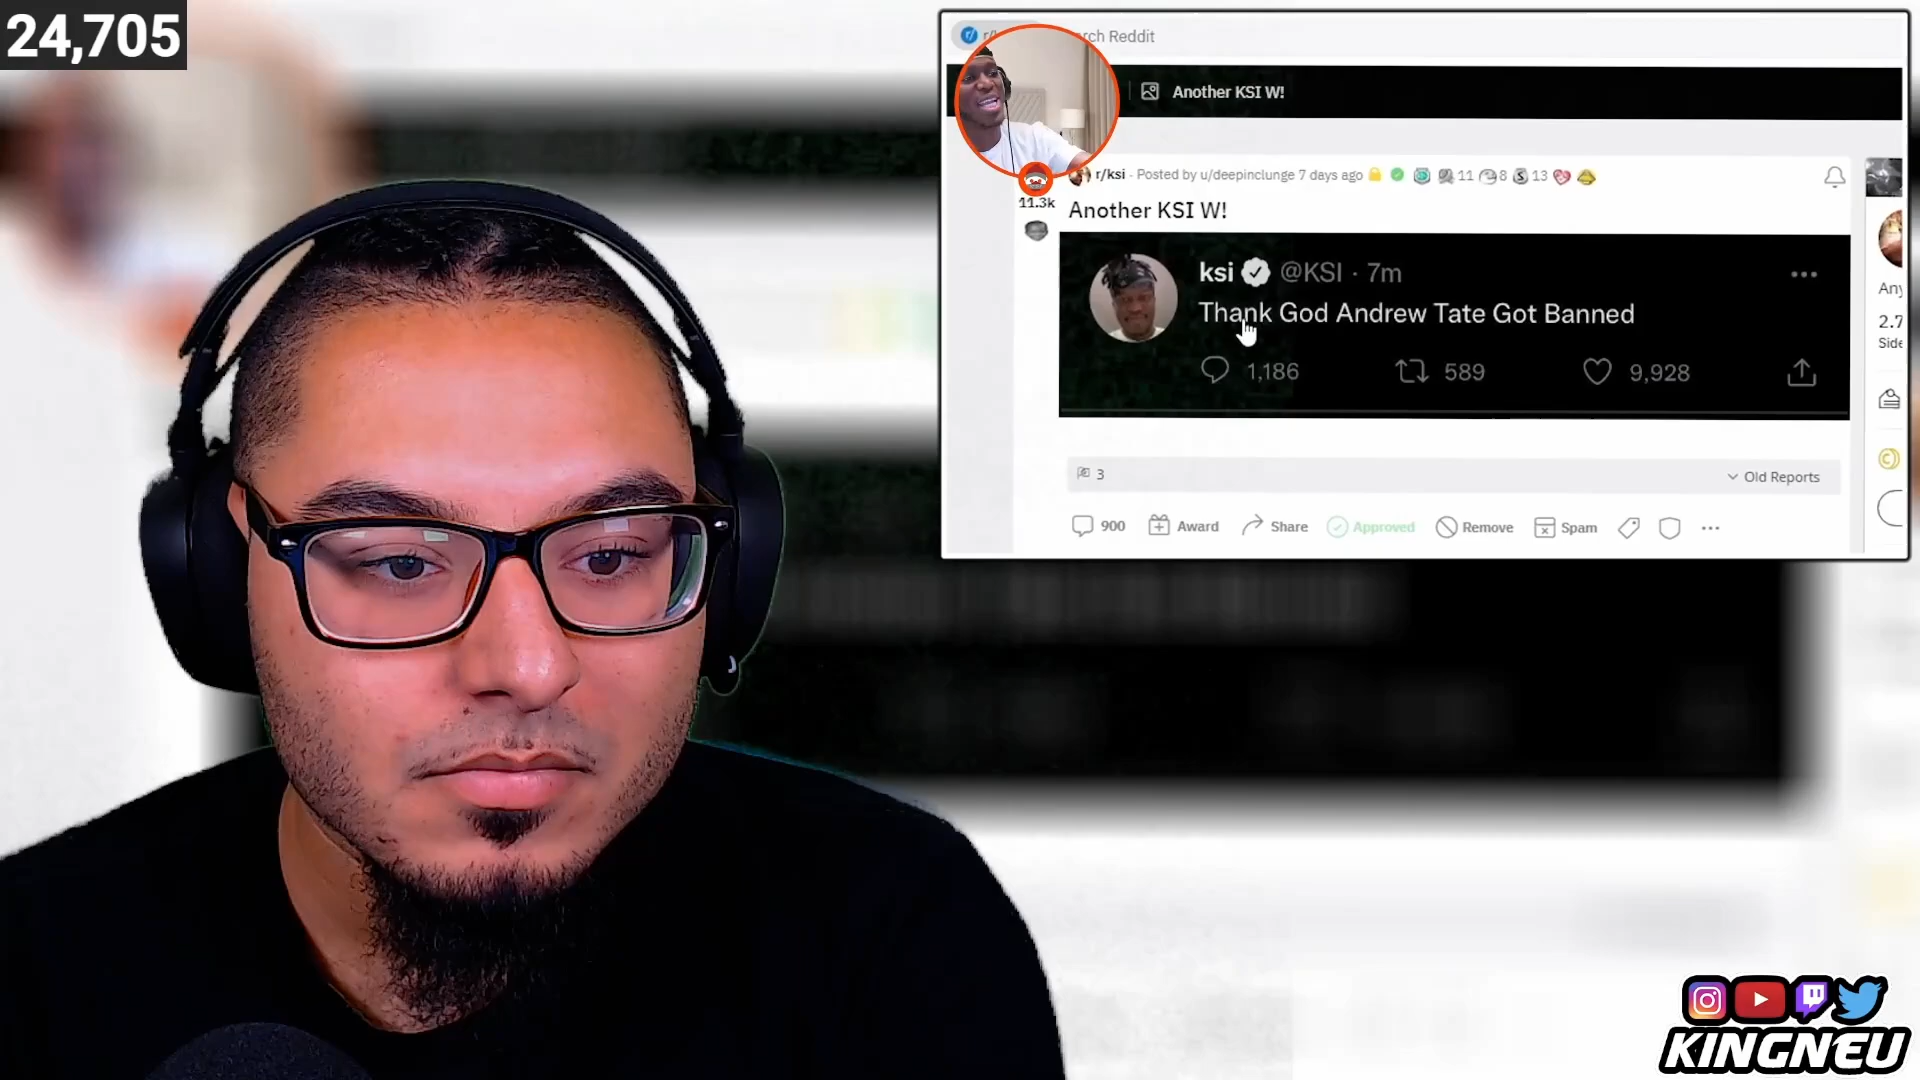 24,705
rch Reddit
Another KSI W!
r/ksi · Posted by u/deepinclunge 7 days ago 11 8 13
11.3k
Another KSI W!
ksi @KSI · 7m
Thank God Andrew Tate Got Banned
1,186 589 9,928
Any
2.7
Side
3 Old Reports
900 Award Share Approved Remove Spam
KINGNEU